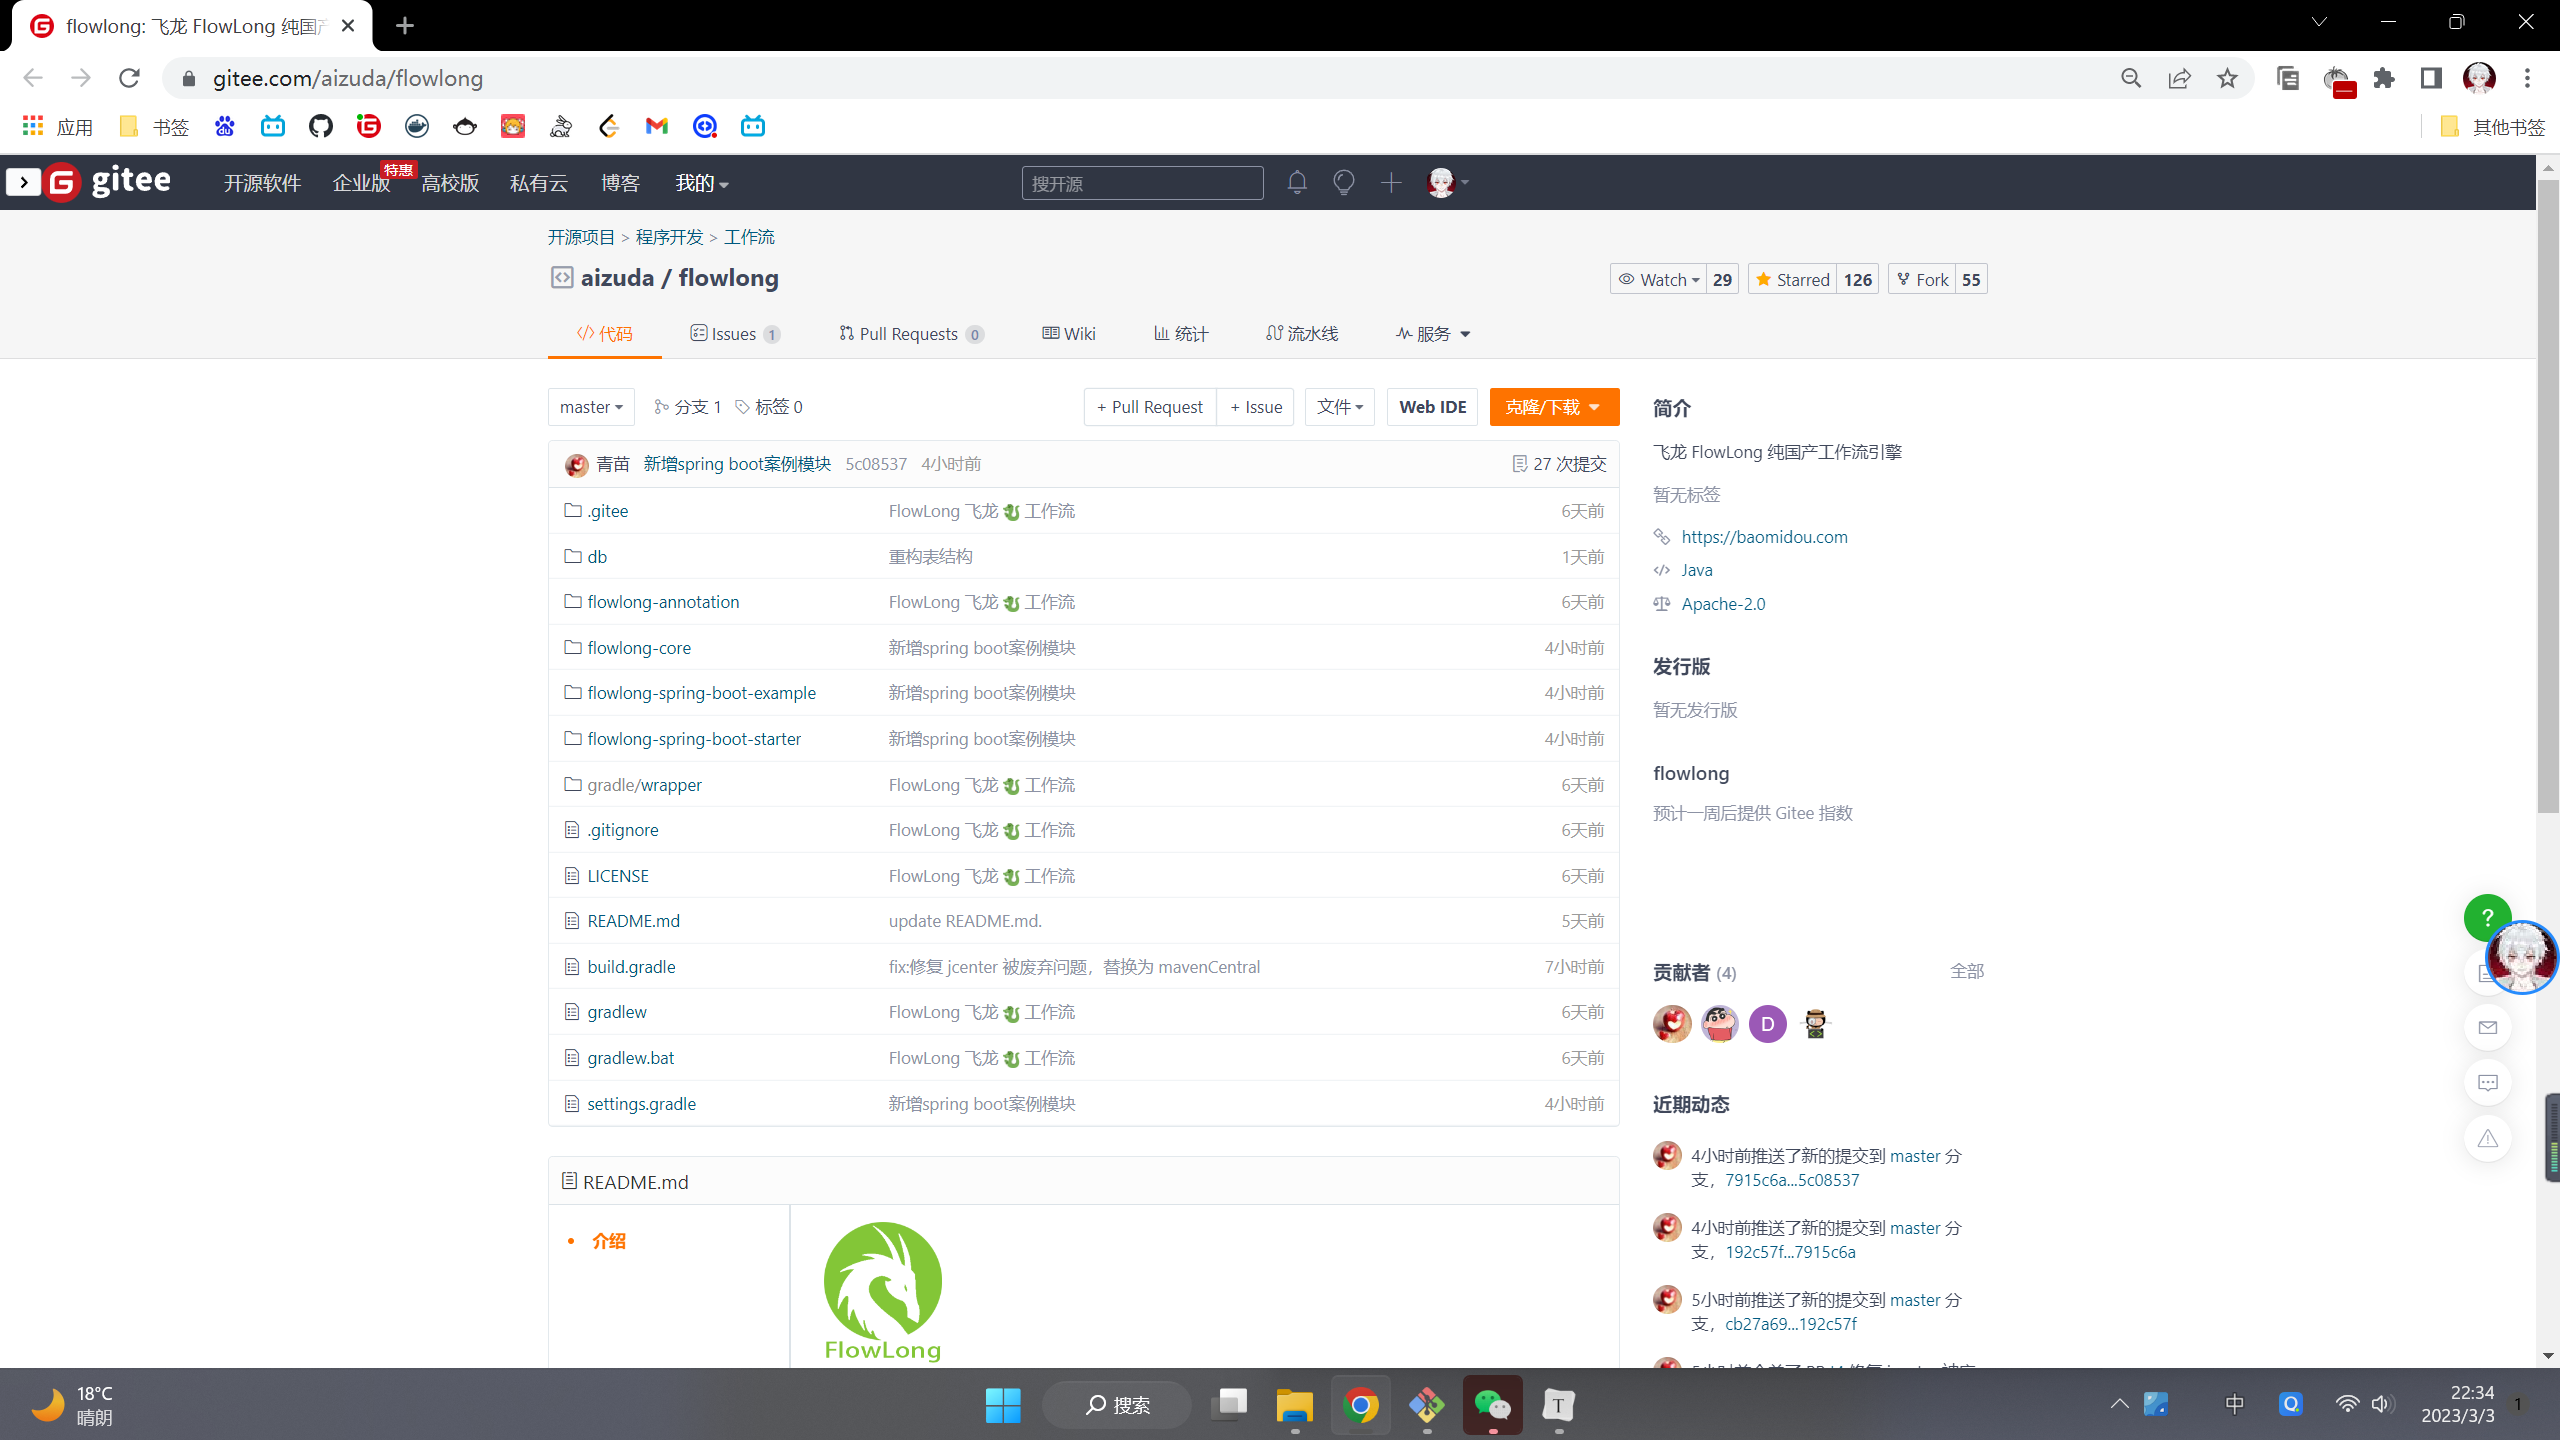 flowlong: 飞龙 FlowLong 纯国产
gitee.com/aizuda/flowlong
应用
书签
其他书签
gitee
开源软件
企业版
特惠
高校版
私有云
博客
我的
搜开源
开源项目 > 程序开发 > 工作流
aizuda / flowlong
Watch 29
Starred 126
Fork 55
代码
Issues 1
Pull Requests 0
Wiki
统计
流水线
服务
master
分支 1
标签 0
+ Pull Request
+ Issue
文件
Web IDE
克隆/下载
青苗 新增spring boot案例模块 5c08537 4小时前
27 次提交
.gitee FlowLong 飞龙🐉工作流 6天前
db 重构表结构 1天前
flowlong-annotation FlowLong 飞龙🐉工作流 6天前
flowlong-core 新增spring boot案例模块 4小时前
flowlong-spring-boot-example 新增spring boot案例模块 4小时前
flowlong-spring-boot-starter 新增spring boot案例模块 4小时前
gradle/wrapper FlowLong 飞龙🐉工作流 6天前
.gitignore FlowLong 飞龙🐉工作流 6天前
LICENSE FlowLong 飞龙🐉工作流 6天前
README.md update README.md. 5天前
build.gradle fix:修复 jcenter 被废弃问题，替换为 mavenCentral 7小时前
gradlew FlowLong 飞龙🐉工作流 6天前
gradlew.bat FlowLong 飞龙🐉工作流 6天前
settings.gradle 新增spring boot案例模块 4小时前
README.md
介绍
FlowLong
简介
飞龙 FlowLong 纯国产工作流引擎
暂无标签
https://baomidou.com
Java
Apache-2.0
发行版
暂无发行版
flowlong
预计一周后提供 Gitee 指数
贡献者 (4)
全部
D
近期动态
4小时前推送了新的提交到 master 分
支，7915c6a...5c08537
4小时前推送了新的提交到 master 分
支，192c57f...7915c6a
5小时前推送了新的提交到 master 分
支，cb27a69...192c57f
?
18°C
晴朗
搜索
T
中
22:34
2023/3/3
1